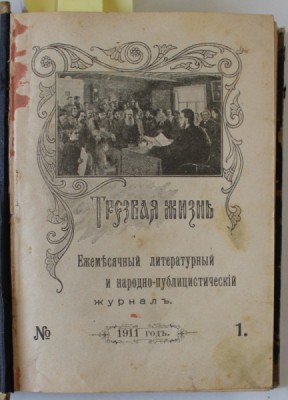 Трезвая жизнь
Ежемѣсячный литературный
и народно-публицистическій
журналъ.
№ 1911 годъ. 1.